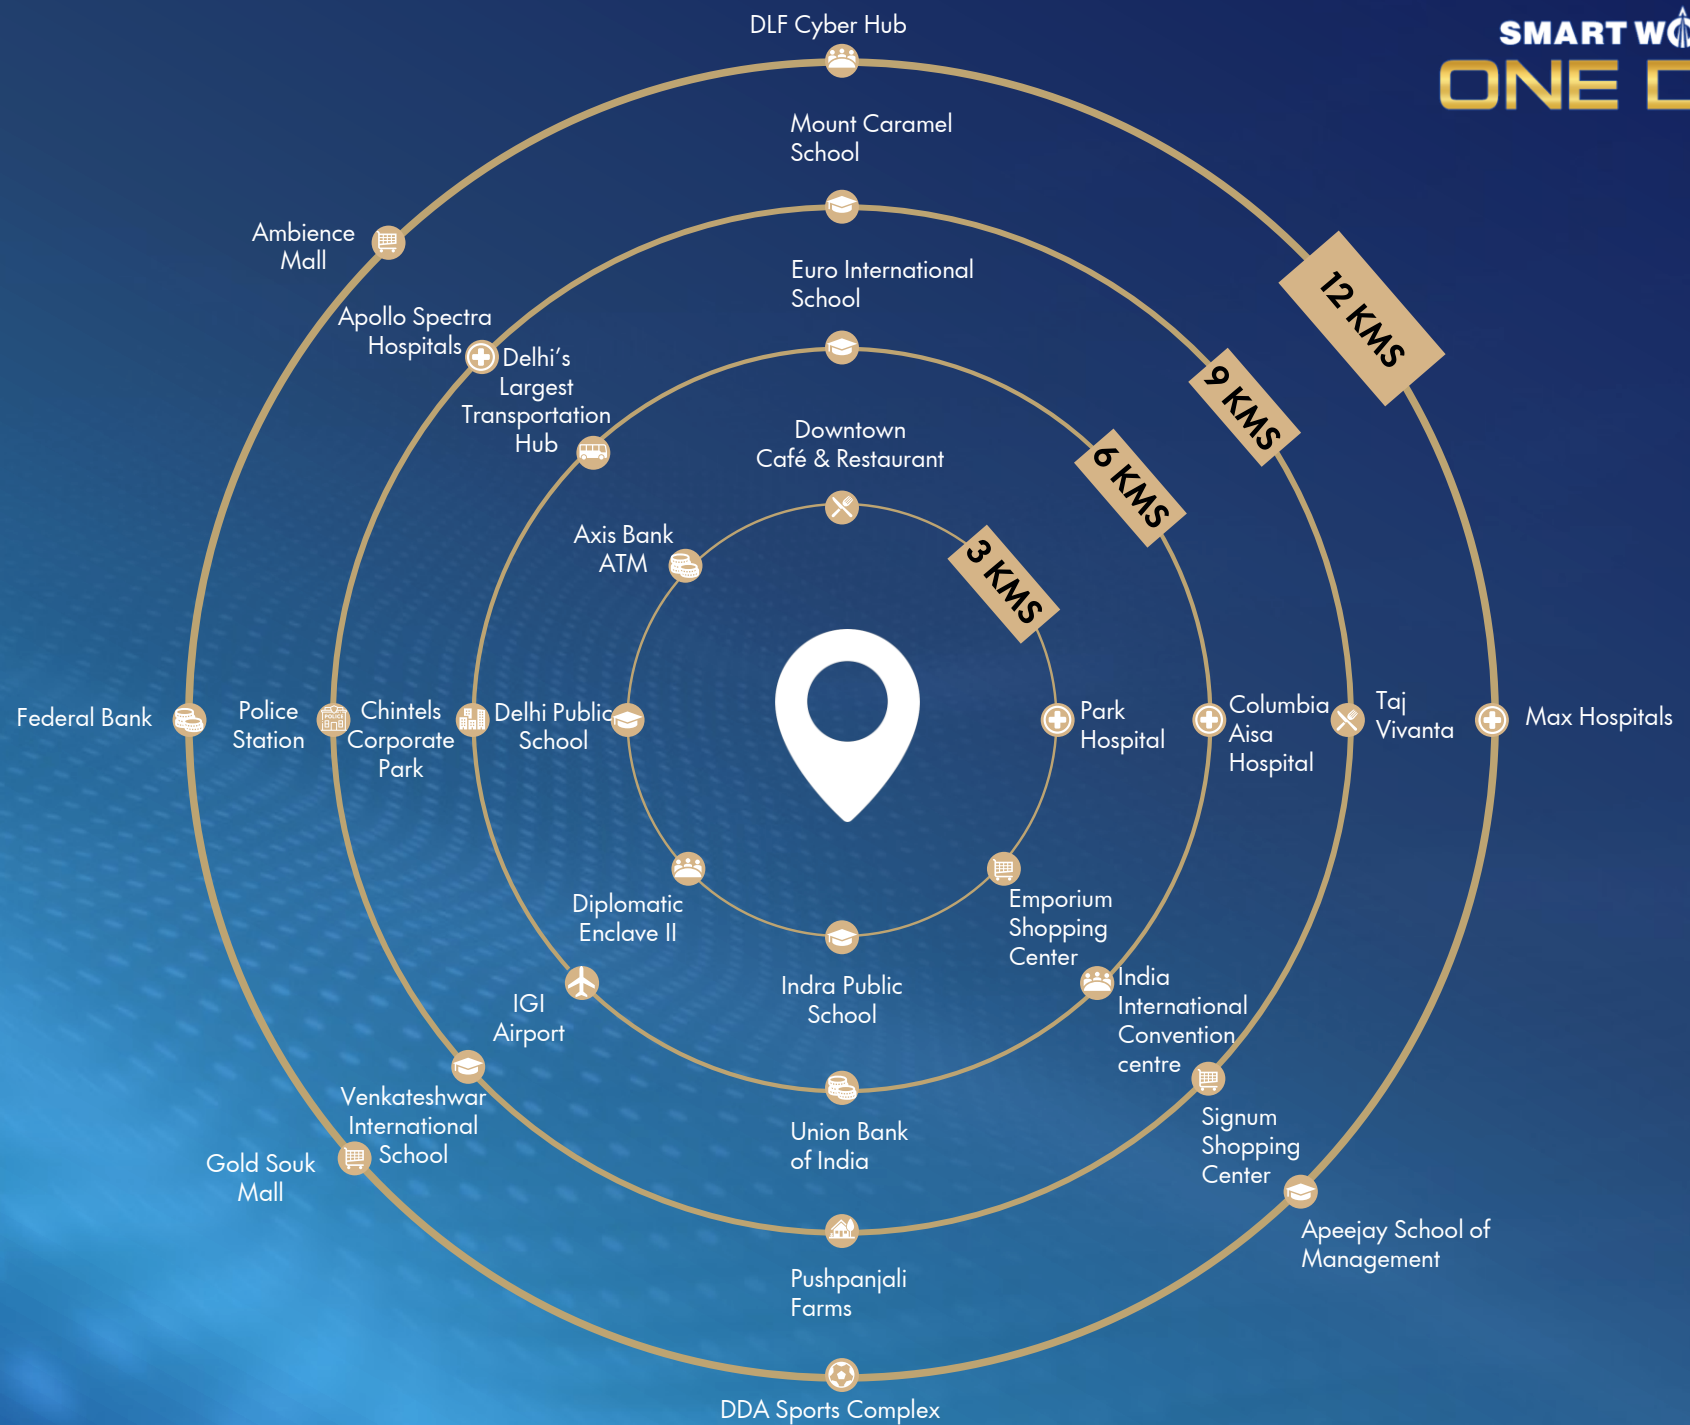 DLF Cyber Hub
SMART WO
ONE D
Mount Caramel
School
Ambience
Mall
Euro International
School
12 KMS
Apollo Spectra
Hospitals
Delhi's
Largest
Transportation
Hub
9 KMS
Downtown
Café & Restaurant
6 KMS
Axis Bank
ATM
3 KMS
Federal Bank
Police
Station
POLICE
Chintels
Corporate
Park
Delhi Public
School
Park
Hospital
Columbia
Aisa
Hospital
Taj
Vivanta
Max Hospitals
Diplomatic
Enclave II
Emporium
Shopping
Center
Indra Public
School
India
International
Convention
centre
IGI
Airport
Venkateshwar
International
School
Union Bank
of India
Signum
Shopping
Center
Gold Souk
Mall
Apeejay School of
Management
Pushpanjali
Farms
DDA Sports Complex